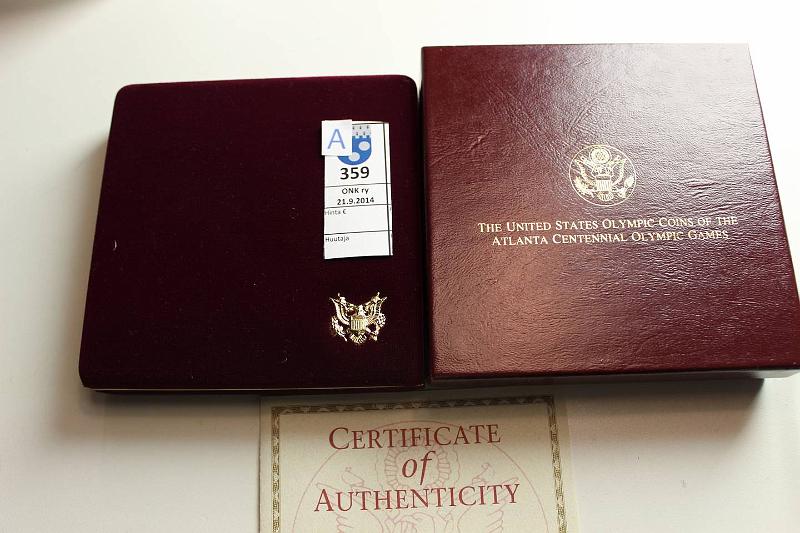 A
359
ONK ry
21.9.2014
Hinta €
Huutaja
THE UNITED STATES OLYMPIC COINS OF THE
ATLANTA CENTENNIAL OLYMPIC GAMES
CERTIFICATE
of
AUTHENTICITY